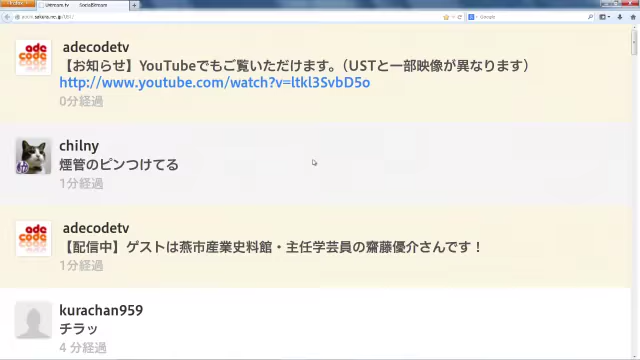 Ustream.tv
SocialStream
Google
adecodetv
【お知らせ】YouTubeでもご覧いただけます。（USTと一部映像が異なります）
http://www.youtube.com/watch?v=ltkl3SvbD5o
0分経過
chilny
煙管のピンつけてる
1分経過
adecodetv
【配信中】ゲストは燕市産業史料館・主任学芸員の齋藤優介さんです！
1分経過
kurachan959
チラッ
4 分経過